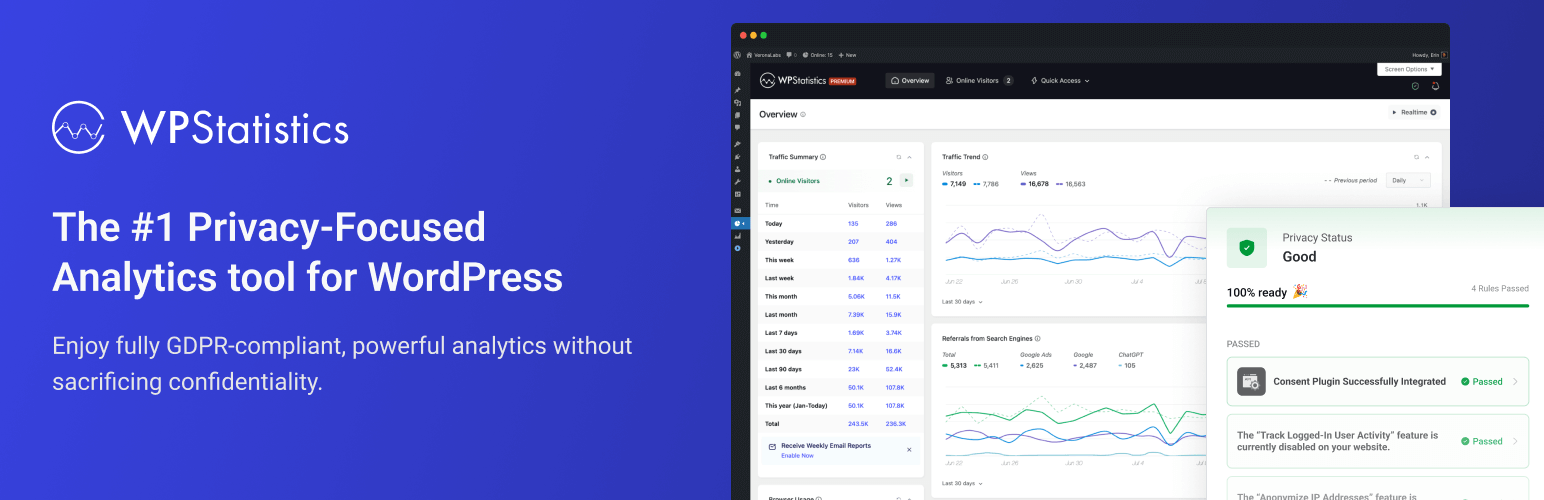 WPStatistics
The #1 Privacy-Focused
Analytics tool for WordPress
Enjoy fully GDPR-compliant, powerful analytics without
sacrificing confidentiality.
VeronaLabs 0 Online: 15 New
Howdy, Erin
WPStatistics PREMIUM Overview Online Visitors 2 Quick Access
Screen Options
Overview
Realtime
Traffic Summary
Online Visitors 2
Time Visitors Views
Today 135 286
Yesterday 207 404
This week 636 1.27K
Last week 1.84K 4.17K
This month 5.06K 11.5K
Last month 7.39K 15.9K
Last 7 days 1.69K 3.74K
Last 30 days 7.14K 16.6K
Last 90 days 23K 52.4K
Last 6 months 50.1K 107.8K
This year (Jan-Today) 50.1K 107.8K
Total 243.5K 236.3K
Receive Weekly Email Reports
Enable Now
Browser Usage
Traffic Trend
Visitors Views
7,149 7,786 16,678 16,563
Previous period Daily
1.1K
Jun 22 Jun 26 Jun 30 Jul 4
Last 30 days
Referrals from Search Engines
Total Google Ads Google ChatGPT
5,313 5,411 2,625 2,487 105
Jun 22 Jun 26 Jun 30 Jul 4
Last 30 days
Privacy Status
Good
100% ready 🎉 4 Rules Passed
PASSED
Consent Plugin Successfully Integrated Passed
The “Track Logged-In User Activity” feature is
currently disabled on your website.
Passed
The “Anonymize IP Addresses” feature is